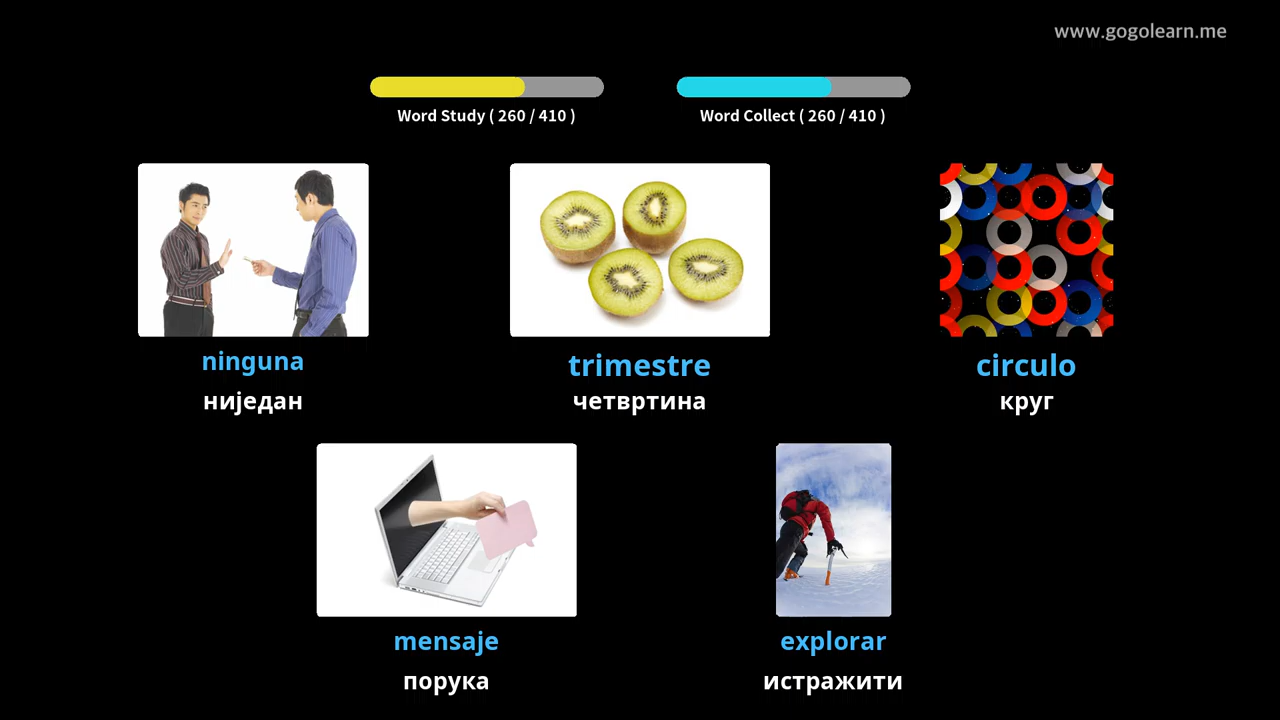 www.gogolearn.me
Word Study ( 260 / 410 )
Word Collect ( 260 / 410 )
ninguna
ниједан
trimestre
четвртина
circulo
круг
mensaje
порука
explorar
истражити